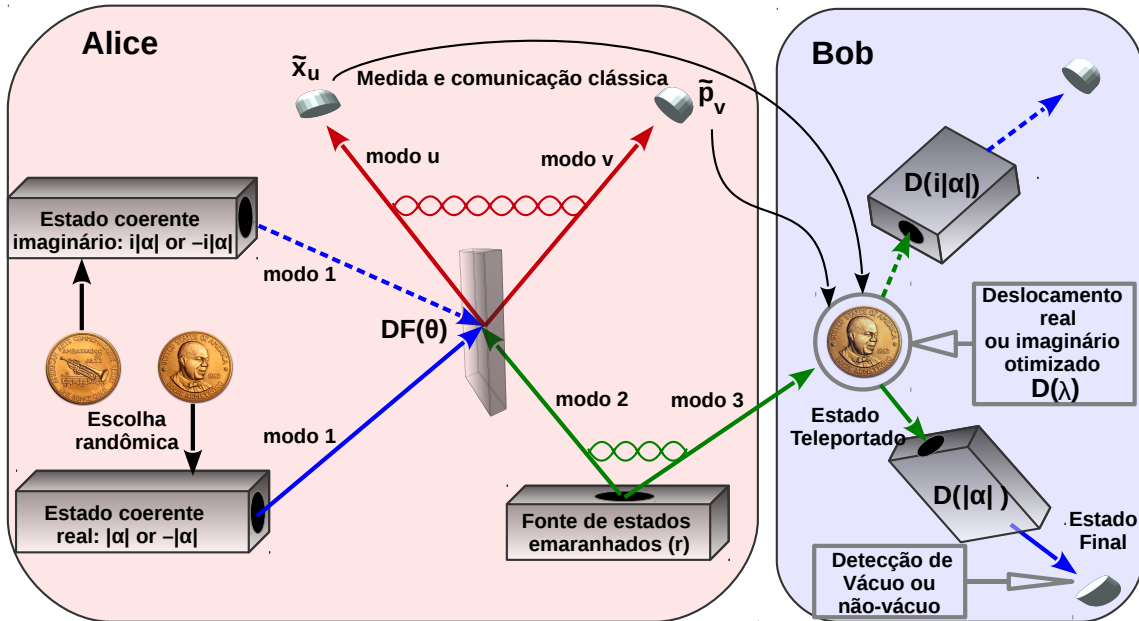 Alice
Bob
x̃u
Medida e comunicação clássica
p̃v
modo u
modo v
D(i|α|)
Estado coerente
imaginário: i|α| or –i|α|
modo 1
DF(θ)
Deslocamento
real
ou imaginário
otimizado
D(λ)
Escolha
randômica
modo 1
modo 2
modo 3
Estado
Teleportado
D(|α| )
Estado coerente
real: |α| or –|α|
Fonte de estados
emaranhados (r)
Estado
Final
Detecção de
Vácuo ou
não-vácuo